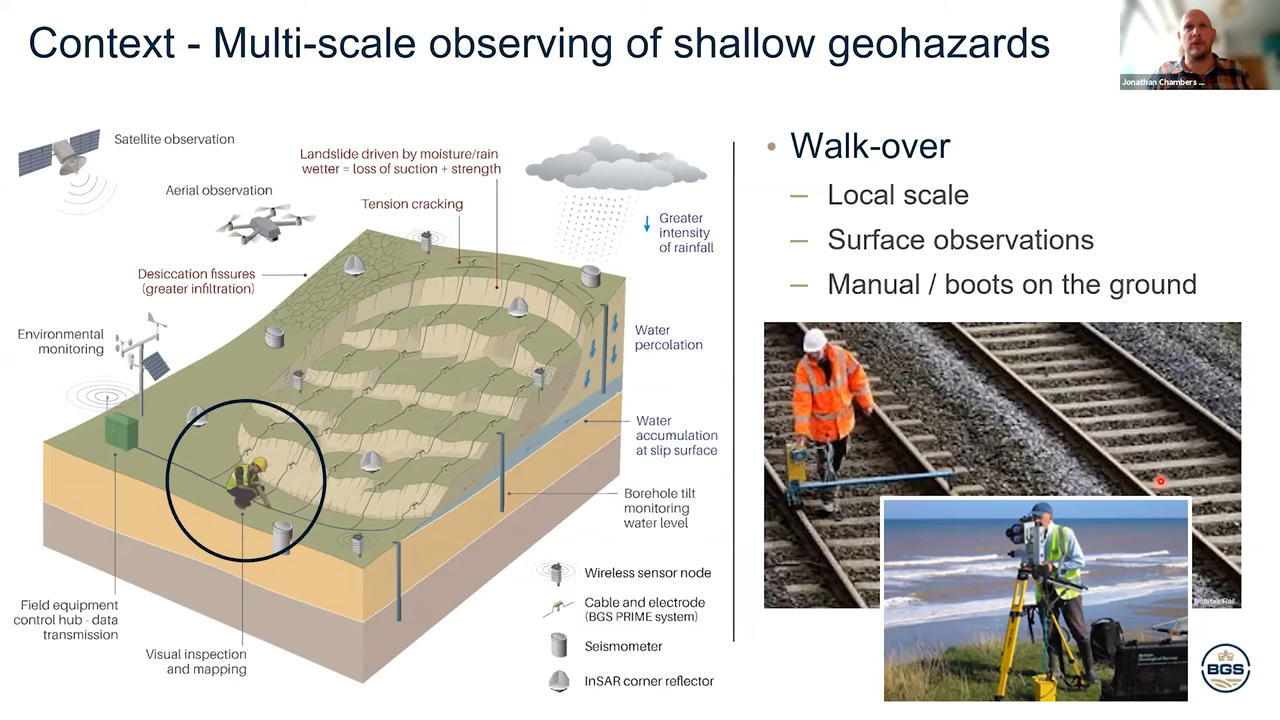 Context - Multi-scale observing of shallow geohazards
Jonathan Chambers ...
Satellite observation
Aerial observation
Landslide driven by moisture/rain
wetter = loss of suction + strength
Tension cracking
Greater
intensity
of rainfall
Desiccation fissures
(greater infiltration)
Environmental
monitoring
Water
percolation
Water
accumulation
at slip surface
Borehole tilt
monitoring
water level
Field equipment
control hub - data
transmission
Visual inspection
and mapping
Wireless sensor node
Cable and electrode
(BGS PRIME system)
Seismometer
InSAR corner reflector
• Walk-over
– Local scale
– Surface observations
– Manual / boots on the ground
Network Rail
British
Geological Survey
BGS